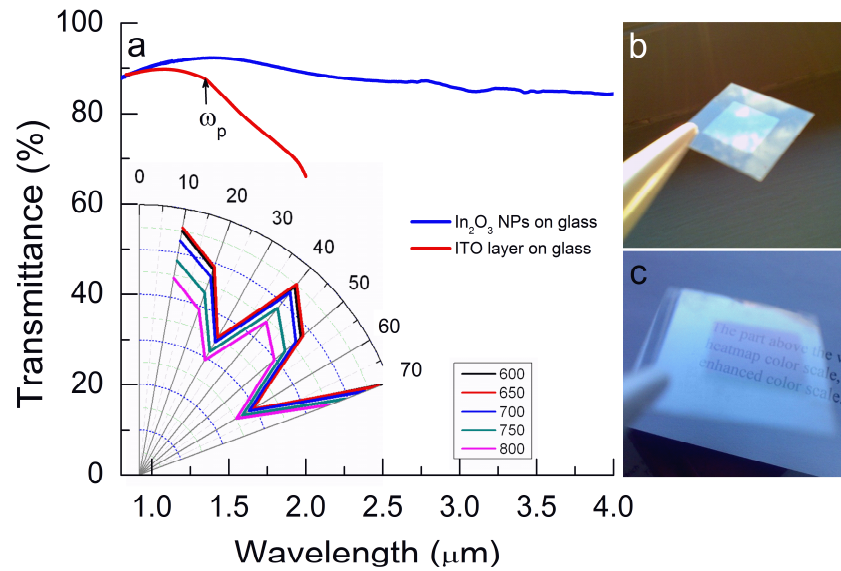 a
b
c
Transmittance (%)
100
80
60
40
20
0
ω_p
0
10
20
30
40
50
60
70
In₂O₃ NPs on glass
ITO layer on glass
600
650
700
750
800
1.0
1.5
2.0
2.5
3.0
3.5
4.0
Wavelength (μm)
The part above the
heatmap color scale,
enhanced color scale,